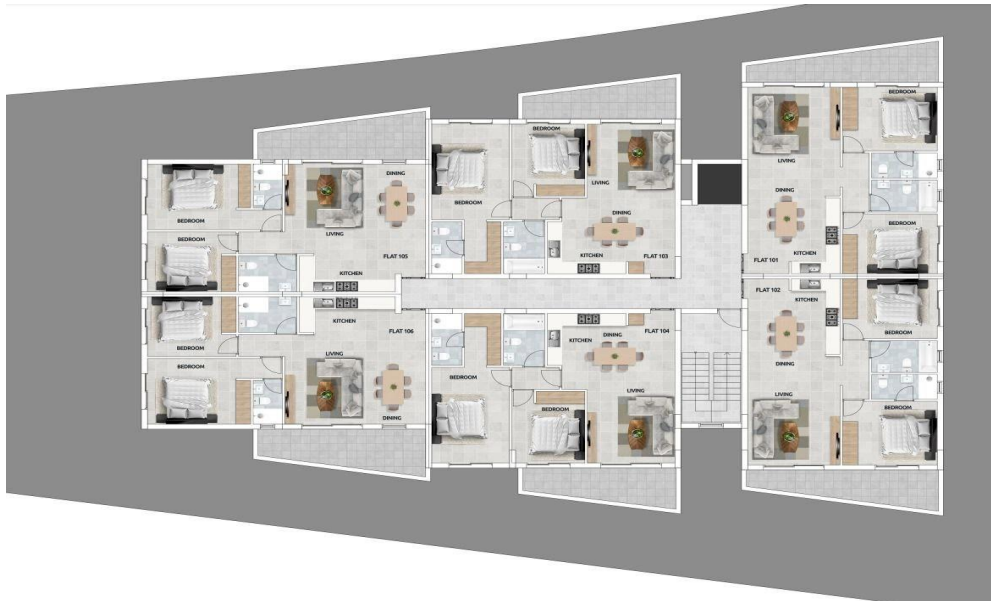 BEDROOM
LIVING
DINING
KITCHEN
FLAT 101
BEDROOM
FLAT 102
KITCHEN
BEDROOM
DINING
LIVING
BEDROOM
BEDROOM
BEDROOM
LIVING
DINING
KITCHEN
FLAT 103
FLAT 104
DINING
KITCHEN
LIVING
BEDROOM
BEDROOM
DINING
BEDROOM
LIVING
BEDROOM
FLAT 105
KITCHEN
KITCHEN
FLAT 106
BEDROOM
LIVING
BEDROOM
DINING